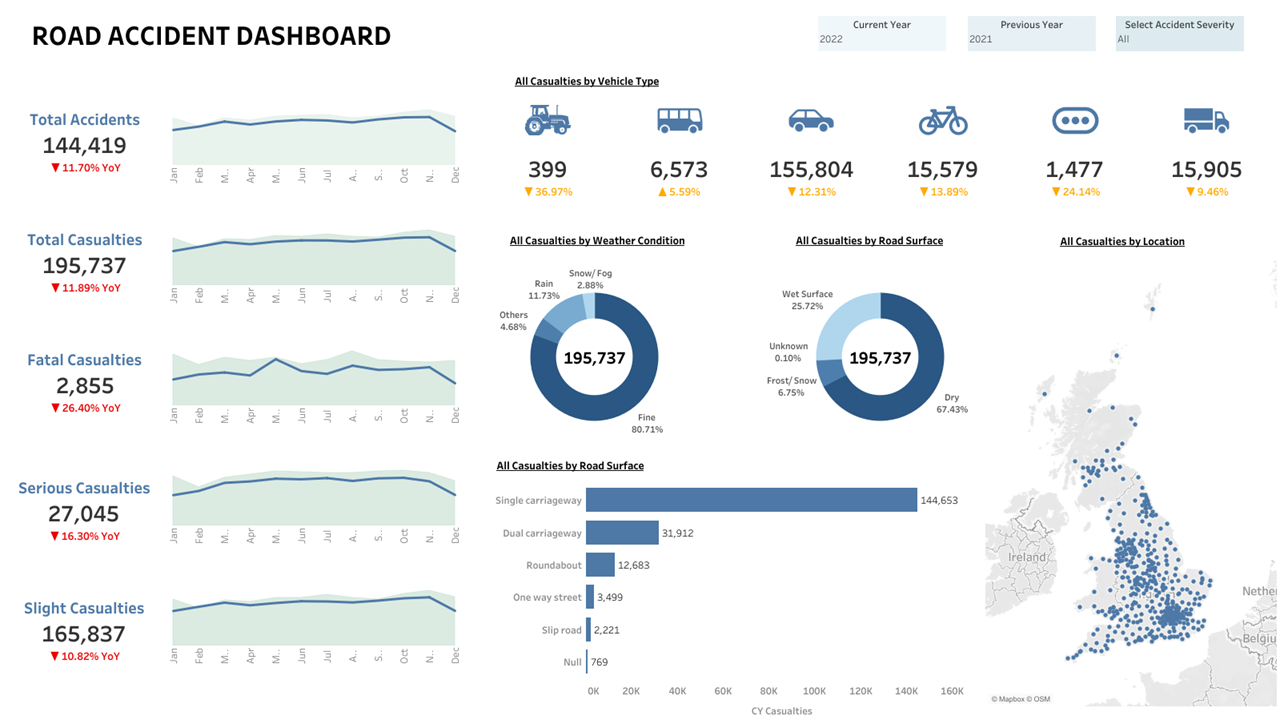 ROAD ACCIDENT DASHBOARD
Current Year
2022
Previous Year
2021
Select Accident Severity
All
Total Accidents
144,419
▼ 11.70% YoY
Jan Feb M.. Apr M.. Jun Jul A.. S.. Oct N.. Dec
Total Casualties
195,737
▼ 11.89% YoY
Jan Feb M.. Apr M.. Jun Jul A.. S.. Oct N.. Dec
Fatal Casualties
2,855
▼ 26.40% YoY
Jan Feb M.. Apr M.. Jun Jul A.. S.. Oct N.. Dec
Serious Casualties
27,045
▼ 16.30% YoY
Jan Feb M.. Apr M.. Jun Jul A.. S.. Oct N.. Dec
Slight Casualties
165,837
▼ 10.82% YoY
Jan Feb M.. Apr M.. Jun Jul A.. S.. Oct N.. Dec
All Casualties by Vehicle Type
399
▼ 36.97%
6,573
▲ 5.59%
155,804
▼ 12.31%
15,579
▼ 13.89%
1,477
▼ 24.14%
15,905
▼ 9.46%
All Casualties by Weather Condition
Snow/ Fog
2.88%
Rain
11.73%
Others
4.68%
195,737
Fine
80.71%
All Casualties by Road Surface
Wet Surface
25.72%
Unknown
0.10%
Frost/ Snow
6.75%
195,737
Dry
67.43%
All Casualties by Road Surface
Single carriageway 144,653
Dual carriageway 31,912
Roundabout 12,683
One way street 3,499
Slip road 2,221
Null 769
0K 20K 40K 60K 80K 100K 120K 140K 160K
CY Casualties
All Casualties by Location
Ireland
Nether
Belgiu
© Mapbox © OSM